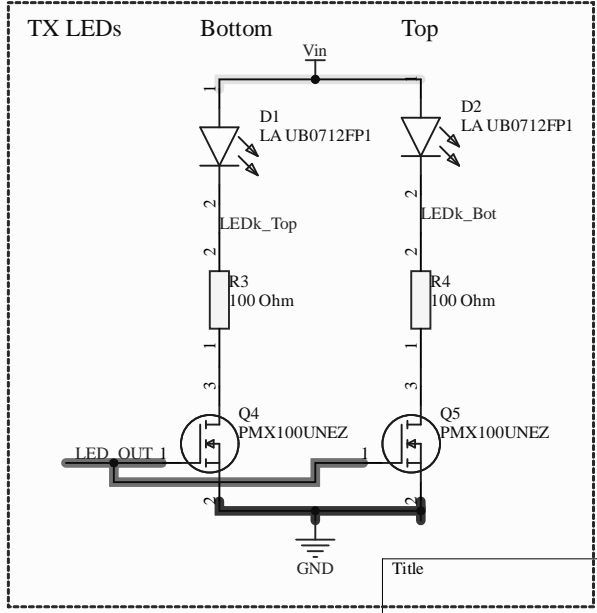 TX LEDs Bottom Top
Vin
1 1
D1
LA UB0712FP1
D2
LA UB0712FP1
2 2
LEDk_Top LEDk_Bot
2 2
R3
100 Ohm
R4
100 Ohm
1 1
3 3
Q4
PMX100UNEZ
Q5
PMX100UNEZ
LED_OUT 1 1
2 2
GND
Title